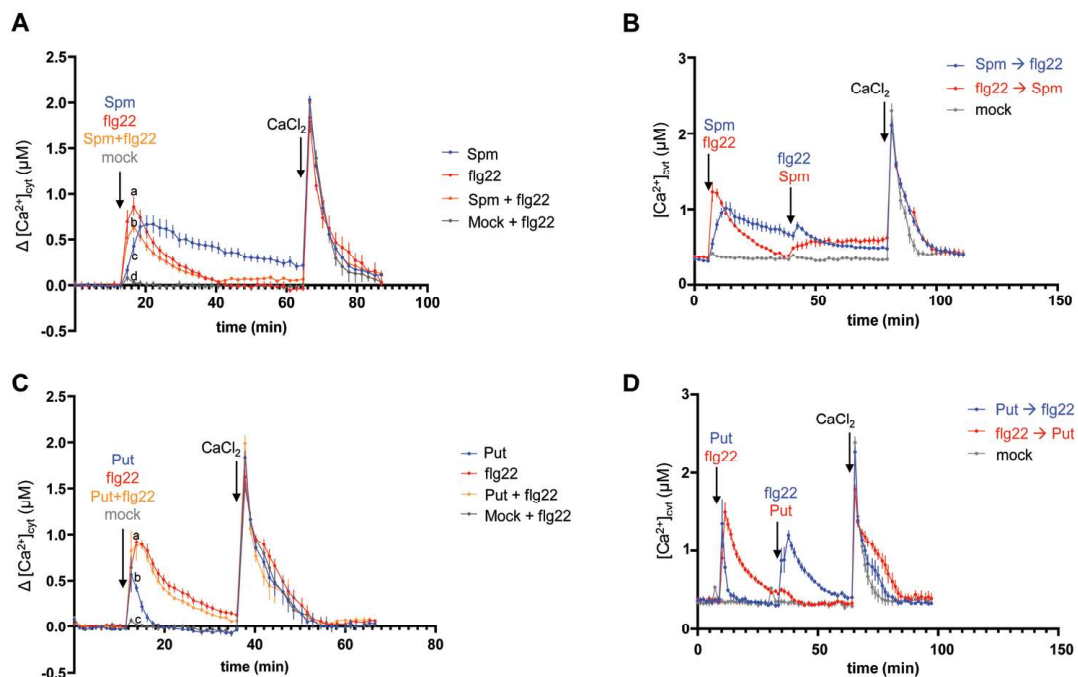 A
Δ [Ca²⁺]cyt (µM)
2.5
2.0
1.5
1.0
0.5
0.0
-0.5
Spm
flg22
Spm+flg22
mock
a
b
c
d
CaCl₂
20
40
60
80
100
time (min)
Spm
flg22
Spm + flg22
Mock + flg22
B
[Ca²⁺]cyt (µM)
3
2
1
0
Spm
flg22
flg22
Spm
CaCl₂
0
50
100
150
time (min)
Spm → flg22
flg22 → Spm
mock
C
Δ [Ca²⁺]cyt (µM)
2.5
2.0
1.5
1.0
0.5
0.0
-0.5
Put
flg22
Put+flg22
mock
a
b
c
CaCl₂
20
40
60
80
time (min)
Put
flg22
Put + flg22
Mock + flg22
D
[Ca²⁺]cyt (µM)
3
2
1
0
Put
flg22
flg22
Put
CaCl₂
0
50
100
150
time (min)
Put → flg22
flg22 → Put
mock